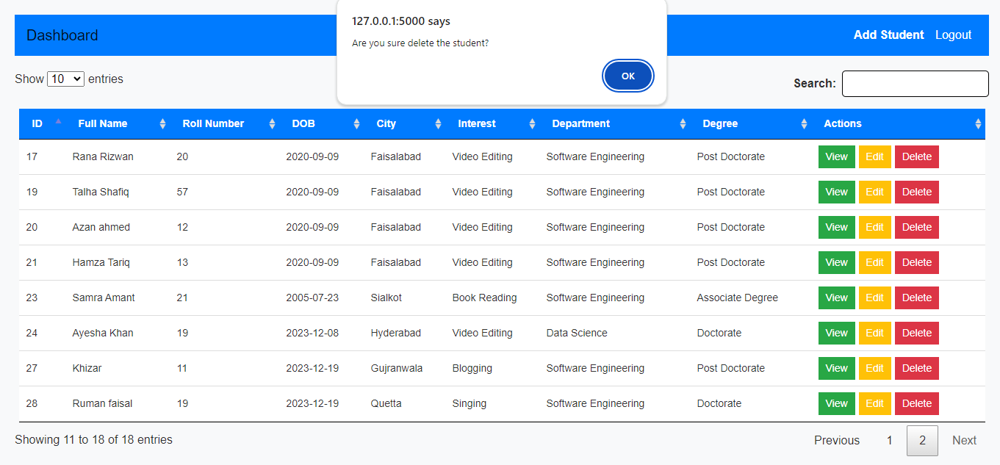 127.0.0.1:5000 says
Are you sure delete the student?
OK
Dashboard
Add Student Logout
Show 10 entries
Search:
ID Full Name Roll Number DOB City Interest Department Degree Actions
17 Rana Rizwan 20 2020-09-09 Faisalabad Video Editing Software Engineering Post Doctorate View Edit Delete
19 Talha Shafiq 57 2020-09-09 Faisalabad Video Editing Software Engineering Post Doctorate View Edit Delete
20 Azan ahmed 12 2020-09-09 Faisalabad Video Editing Software Engineering Post Doctorate View Edit Delete
21 Hamza Tariq 13 2020-09-09 Faisalabad Video Editing Software Engineering Post Doctorate View Edit Delete
23 Samra Amant 21 2005-07-23 Sialkot Book Reading Software Engineering Associate Degree View Edit Delete
24 Ayesha Khan 19 2023-12-08 Hyderabad Video Editing Data Science Doctorate View Edit Delete
27 Khizar 11 2023-12-19 Gujranwala Blogging Software Engineering Post Doctorate View Edit Delete
28 Ruman faisal 19 2023-12-19 Quetta Singing Software Engineering Doctorate View Edit Delete
Showing 11 to 18 of 18 entries
Previous 1 2 Next